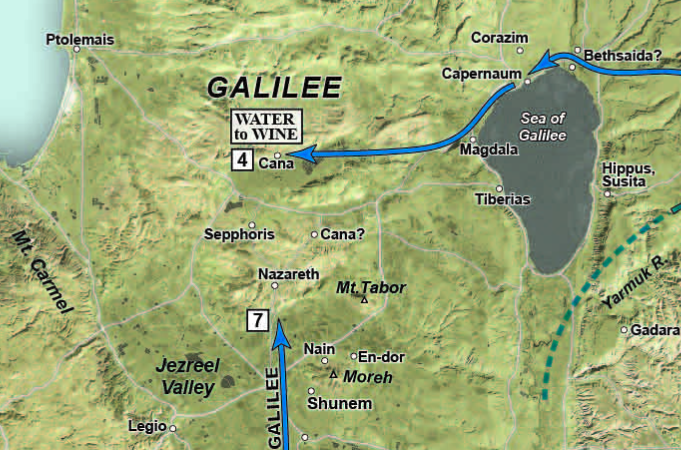 Ptolemais
Corazim
Bethsaida?
Capernaum
GALILEE
WATER
to WINE
Sea of
Galilee
4
Cana
Magdala
Hippus,
Susita
Tiberias
Sepphoris
Cana?
Mt. Carmel
Nazareth
Mt. Tabor
Yarmuk R.
7
Gadara
Nain
En-dor
Jezreel
Valley
Moreh
Shunem
GALILEE
Legio